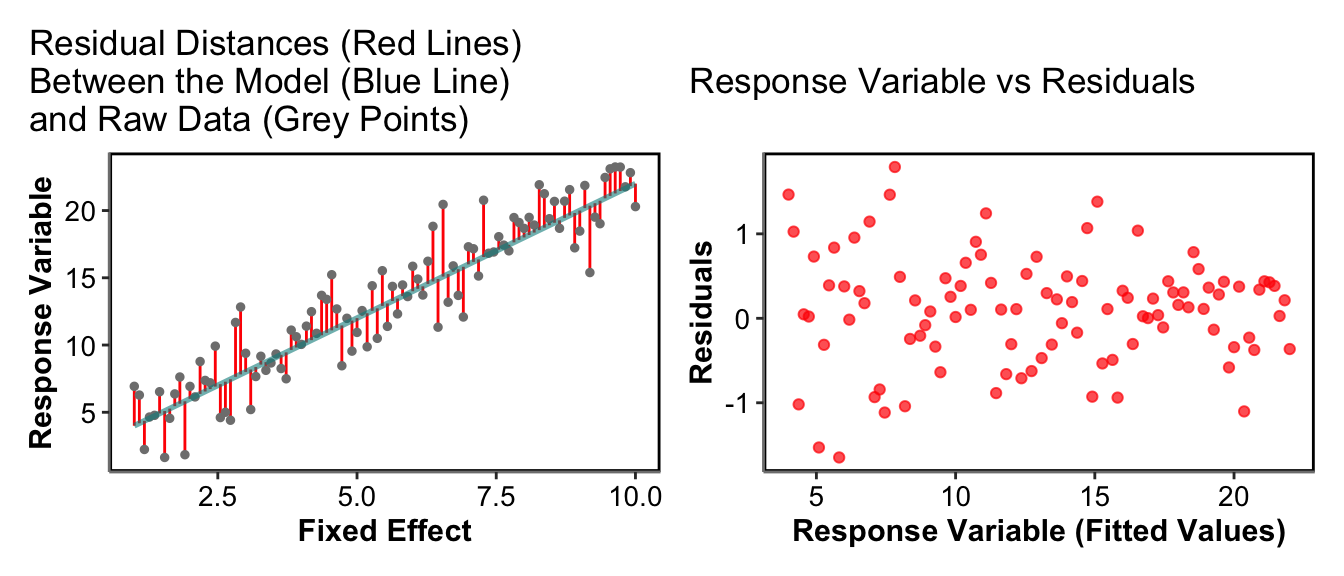 Residual Distances (Red Lines)
Between the Model (Blue Line)
and Raw Data (Grey Points)
Response Variable
20
15
10
5
2.5
5.0
7.5
10.0
Fixed Effect
Response Variable vs Residuals
Residuals
1
0
-1
5
10
15
20
Response Variable (Fitted Values)